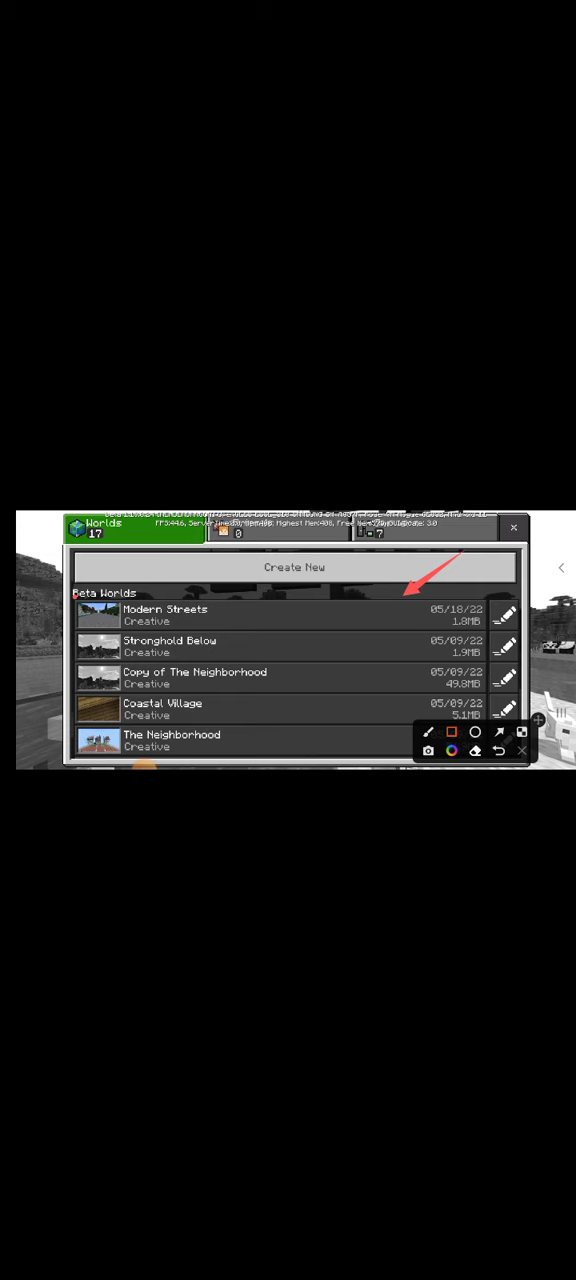 Worlds
17
0
7
Create New
Beta Worlds
Modern Streets 05/18/22
Creative 1.8MB
Stronghold Below 05/09/22
Creative 1.9MB
Copy of The Neighborhood 05/09/22
Creative 49.8MB
Coastal Village 05/09/22
Creative 5.1MB
The Neighborhood
Creative